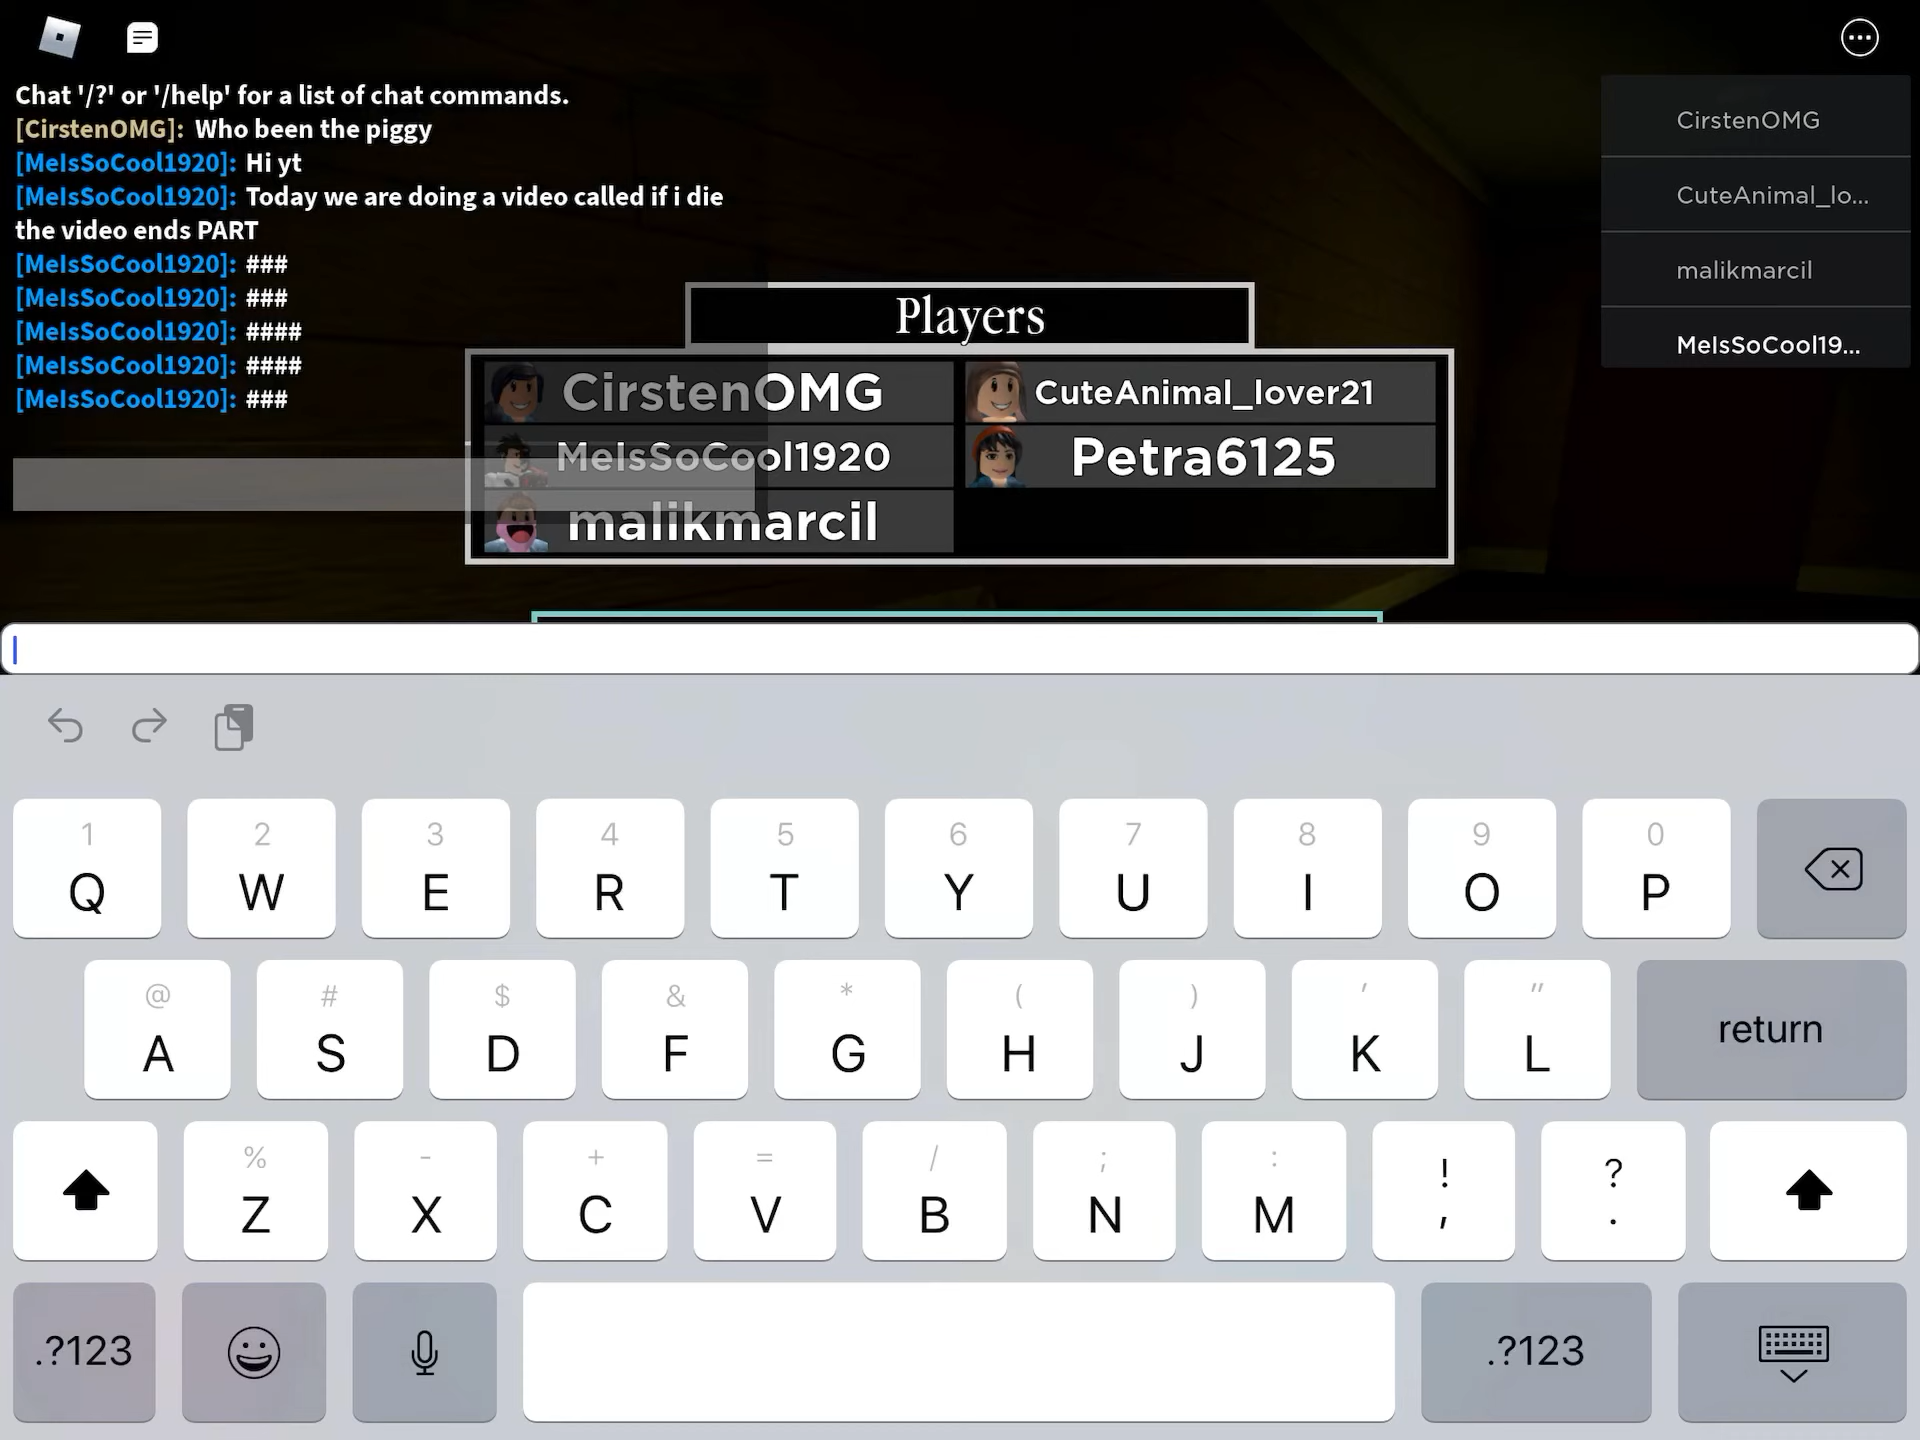 Chat '/?' or '/help' for a list of chat commands.
[CirstenOMG]: Who been the piggy
[MeIsSoCool1920]: Hi yt
[MeIsSoCool1920]: Today we are doing a video called if i die
the video ends PART
[MeIsSoCool1920]: ###
[MeIsSoCool1920]: ###
[MeIsSoCool1920]: ####
[MeIsSoCool1920]: ####
[MeIsSoCool1920]: ###
CirstenOMG
CuteAnimal_lo...
malikmarcil
MeIsSoCool19...
Players
CirstenOMG CuteAnimal_lover21
MeIsSoCool1920 Petra6125
malikmarcil
1 2 3 4 5 6 7 8 9 0
Q W E R T Y U I O P
@ # $ & * ( ) ' "
A S D F G H J K L return
% - + = / ; : ! ?
Z X C V B N M , .
.?123 .?123